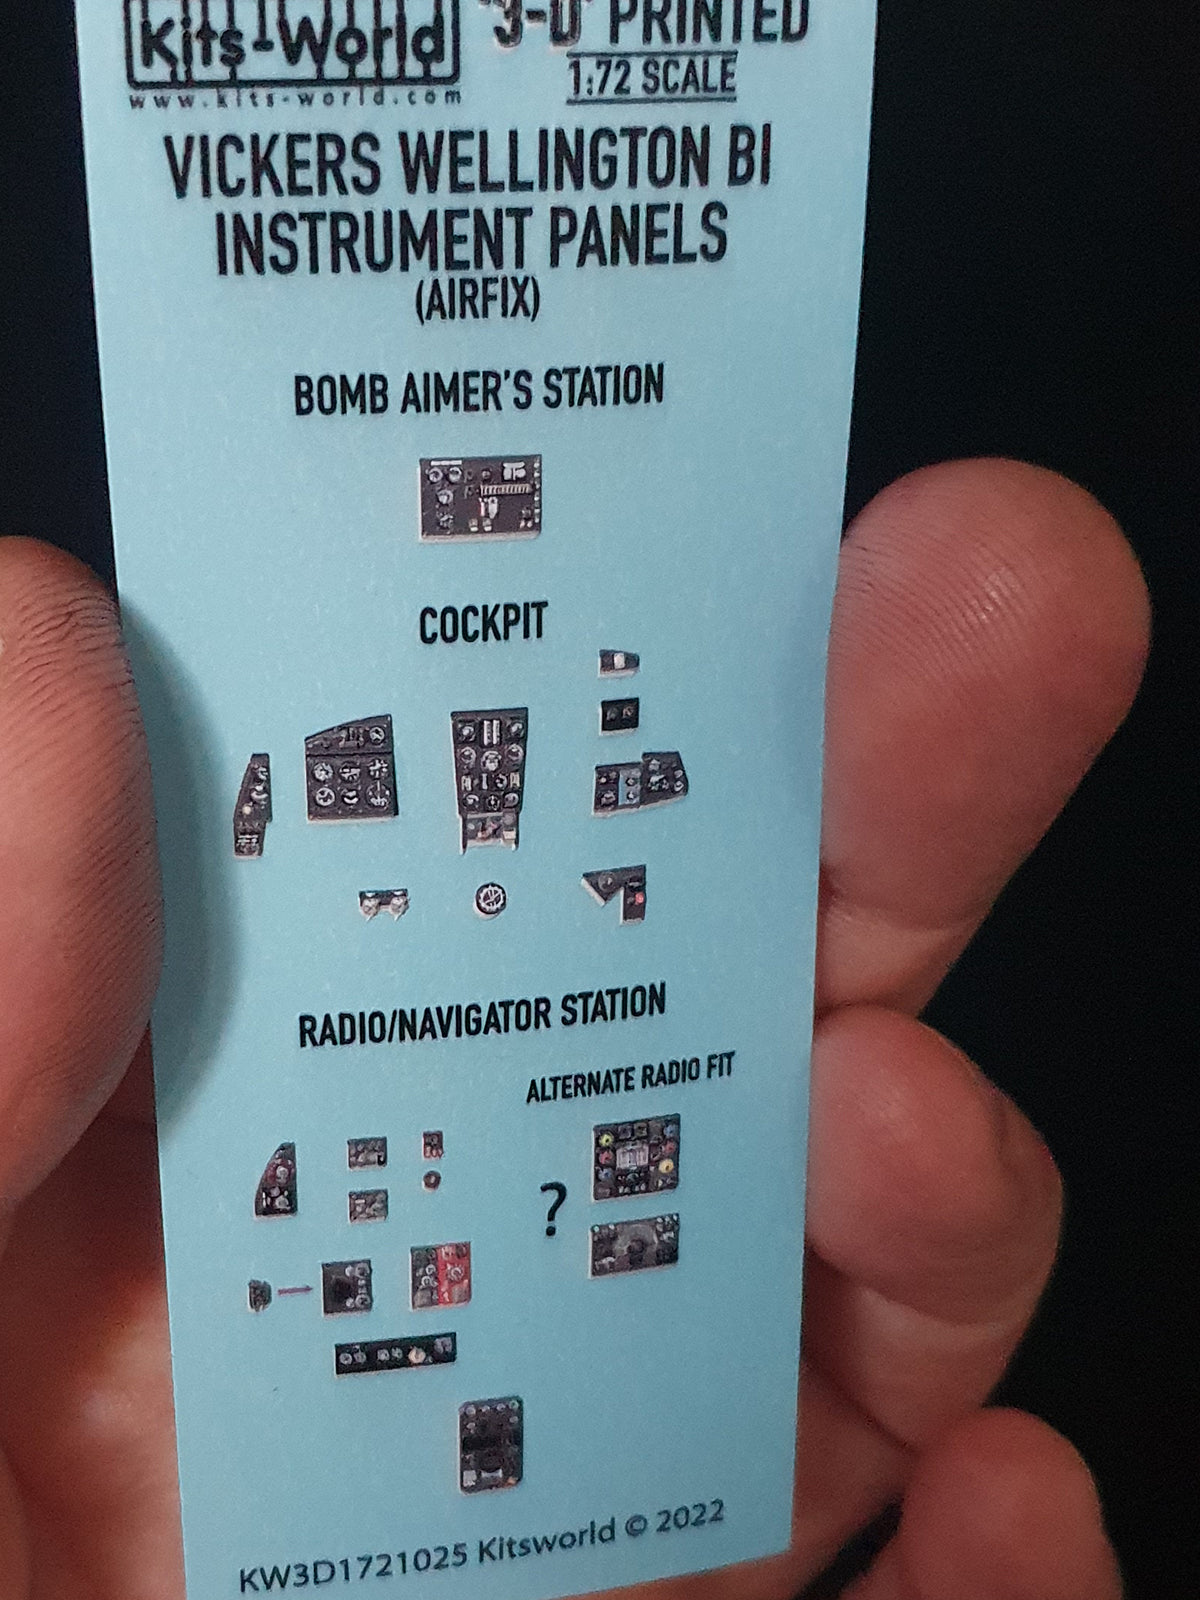 Kits-World
'3-D' PRINTED
www.kits-world.com
1:72 SCALE
VICKERS WELLINGTON BI
INSTRUMENT PANELS
(AIRFIX)
BOMB AIMER'S STATION
COCKPIT
RADIO/NAVIGATOR STATION
ALTERNATE RADIO FIT
?
KW3D1721025 Kitsworld © 2022